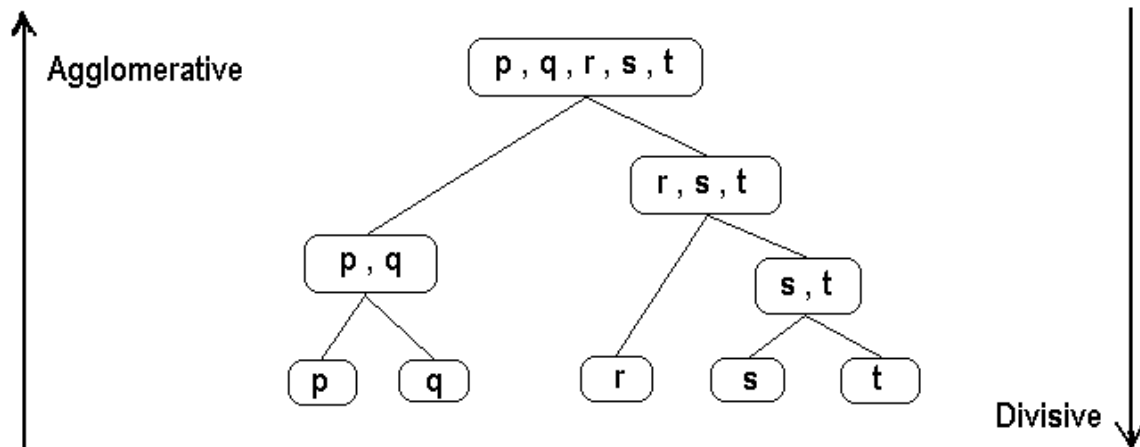 Agglomerative
p , q , r , s , t
r , s , t
p , q
s , t
p
q
r
s
t
Divisive